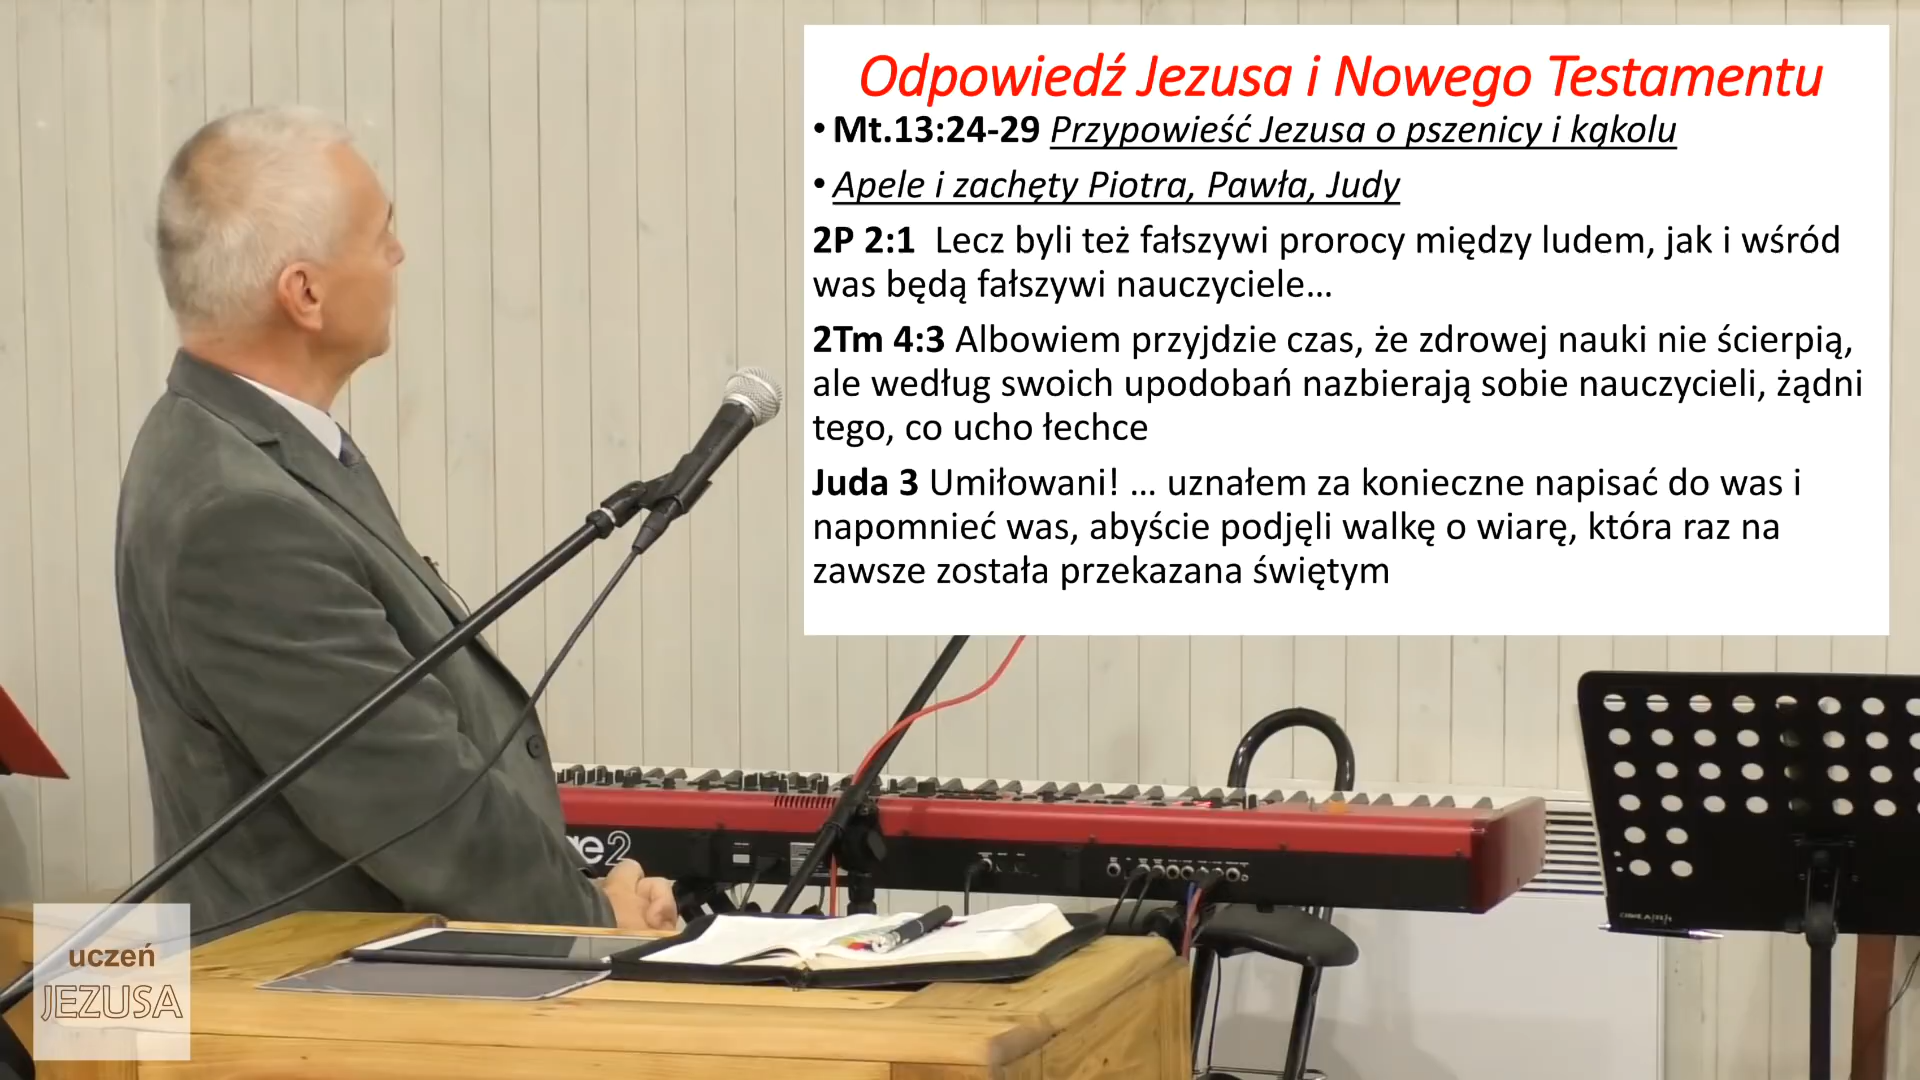 Odpowiedź Jezusa i Nowego Testamentu
• Mt.13:24-29 Przypowieść Jezusa o pszenicy i kąkolu
• Apele i zachęty Piotra, Pawła, Judy
2P 2:1 Lecz byli też fałszywi prorocy między ludem, jak i wśród
was będą fałszywi nauczyciele...
2Tm 4:3 Albowiem przyjdzie czas, że zdrowej nauki nie ścierpią,
ale według swoich upodobań nazbierają sobie nauczycieli, żądni
tego, co ucho łechce
Juda 3 Umiłowani! ... uznałem za konieczne napisać do was i
napomnieć was, abyście podjęli walkę o wiarę, która raz na
zawsze została przekazana świętym
2
uczeń
JEZUSA